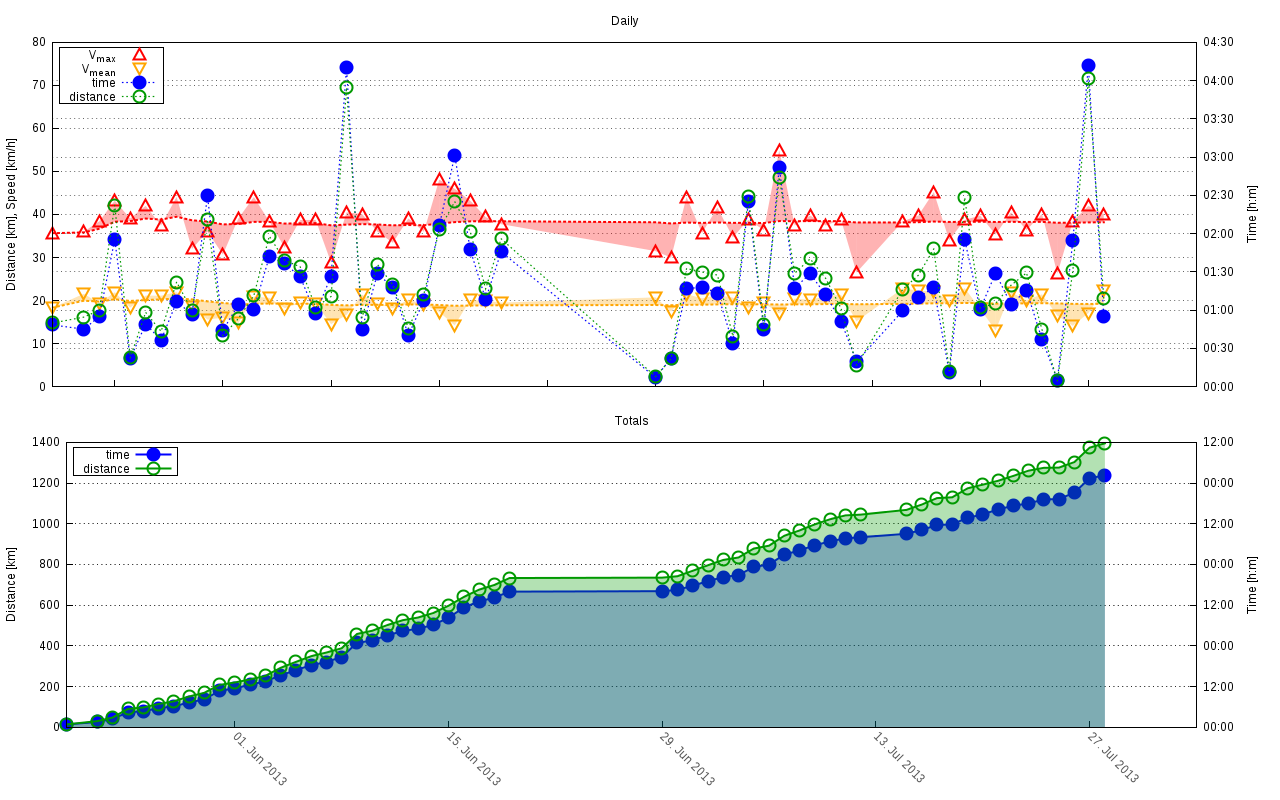 Daily
80
70
60
50
40
30
20
10
0
04:30
04:00
03:30
03:00
02:30
02:00
01:30
01:00
00:30
00:00
Distance [km], Speed [km/h]
Time [h:m]
Vmax
Vmean
time
distance
Totals
1400
1200
1000
800
600
400
200
0
12:00
00:00
12:00
00:00
12:00
00:00
12:00
00:00
Distance [km]
Time [h:m]
time
distance
01. Jun 2013
15. Jun 2013
29. Jun 2013
13. Jul 2013
27. Jul 2013